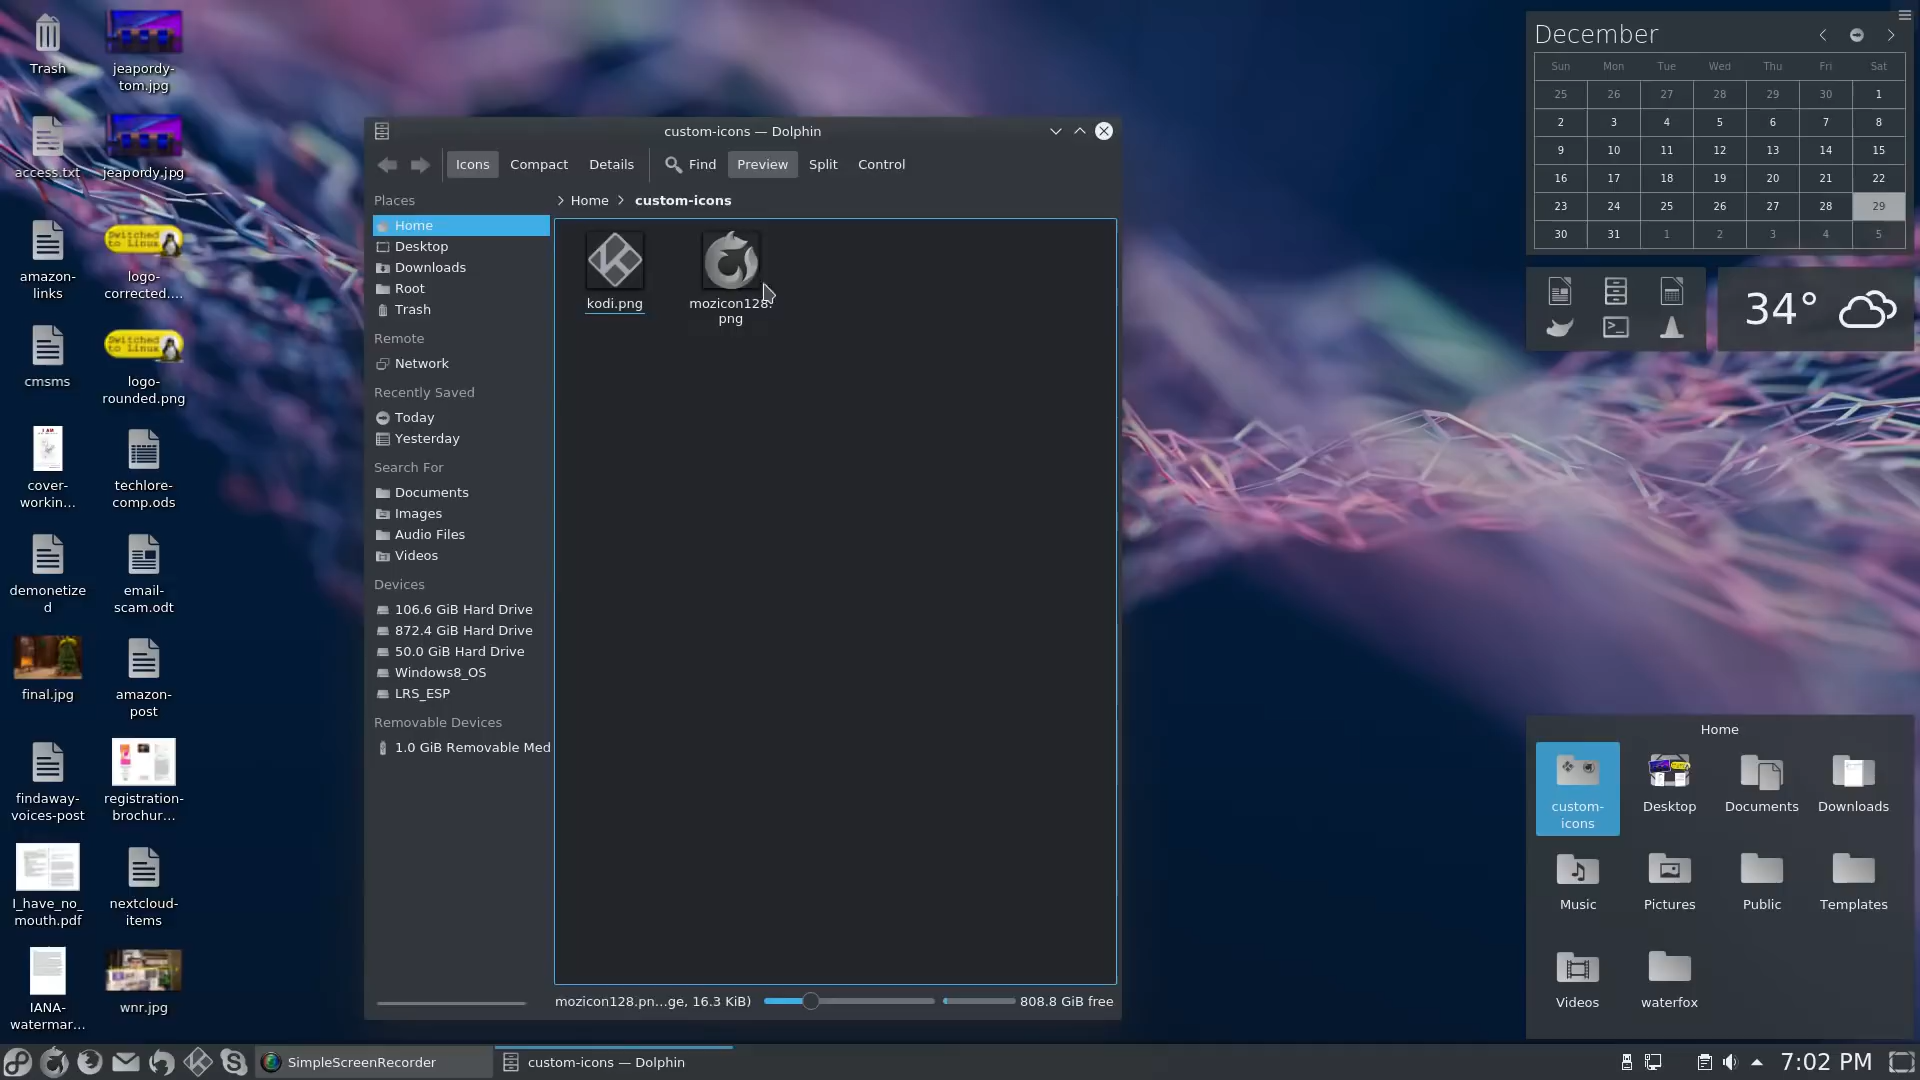 Trash
jeapordy-
tom.jpg
access.txt
jeapordy.jpg
amazon-
links
Switched
to Linux
logo-
corrected....
cmsms
Switched
to Linux
logo-
rounded.png
cover-
workin...
techlore-
comp.ods
demonetize
d
email-
scam.odt
final.jpg
amazon-
post
findaway-
voices-post
registration-
brochur...
I_have_no_
mouth.pdf
nextcloud-
items
IANA-
watermar...
wnr.jpg
custom-icons — Dolphin
Icons
Compact
Details
Find
Preview
Split
Control
Places
Home
Desktop
Downloads
Root
Trash
Remote
Network
Recently Saved
Today
Yesterday
Search For
Documents
Images
Audio Files
Videos
Devices
106.6 GiB Hard Drive
872.4 GiB Hard Drive
50.0 GiB Hard Drive
Windows8_OS
LRS_ESP
Removable Devices
1.0 GiB Removable Med
> Home > custom-icons
kodi.png
mozicon128.
png
mozicon128.pn...ge, 16.3 KiB)
808.8 GiB free
December
Sun Mon Tue Wed Thu Fri Sat
25 26 27 28 29 30 1
2 3 4 5 6 7 8
9 10 11 12 13 14 15
16 17 18 19 20 21 22
23 24 25 26 27 28 29
30 31 1 2 3 4 5
34°
Home
custom-
icons
Desktop
Documents
Downloads
Music
Pictures
Public
Templates
Videos
waterfox
SimpleScreenRecorder
custom-icons — Dolphin
7:02 PM